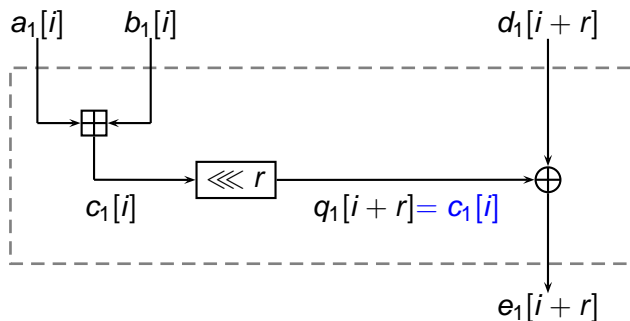 a₁[i] b₁[i] d₁[i + r]
⋘ r
c₁[i] q₁[i + r]= c₁[i]
e₁[i + r]